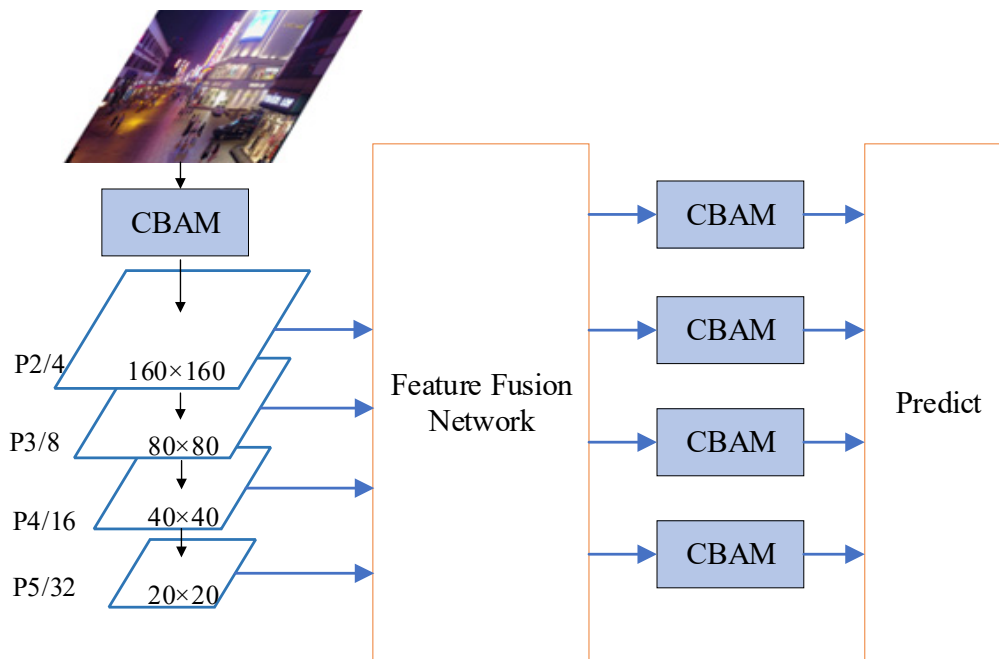 CBAM
P2/4
160×160
P3/8
80×80
P4/16
40×40
P5/32
20×20
Feature Fusion
Network
CBAM
CBAM
CBAM
CBAM
Predict